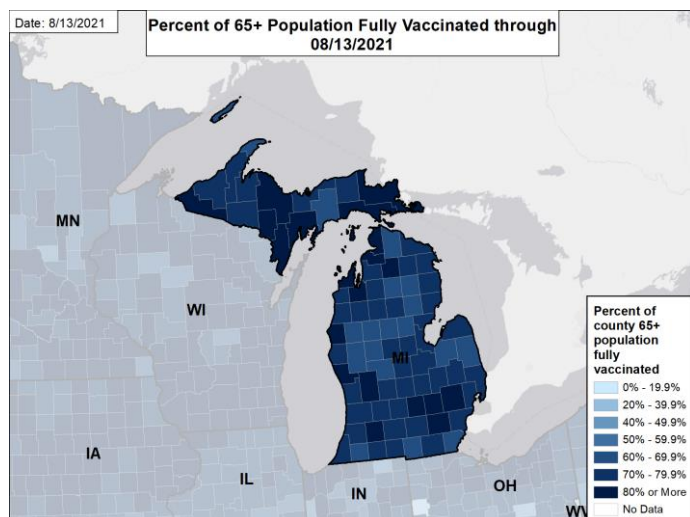 Date: 8/13/2021
Percent of 65+ Population Fully Vaccinated through
08/13/2021
MN
WI
MI
IA
IL
IN
OH
WV
Percent of
county 65+
population
fully
vaccinated
0% - 19.9%
20% - 39.9%
40% - 49.9%
50% - 59.9%
60% - 69.9%
70% - 79.9%
80% or More
No Data